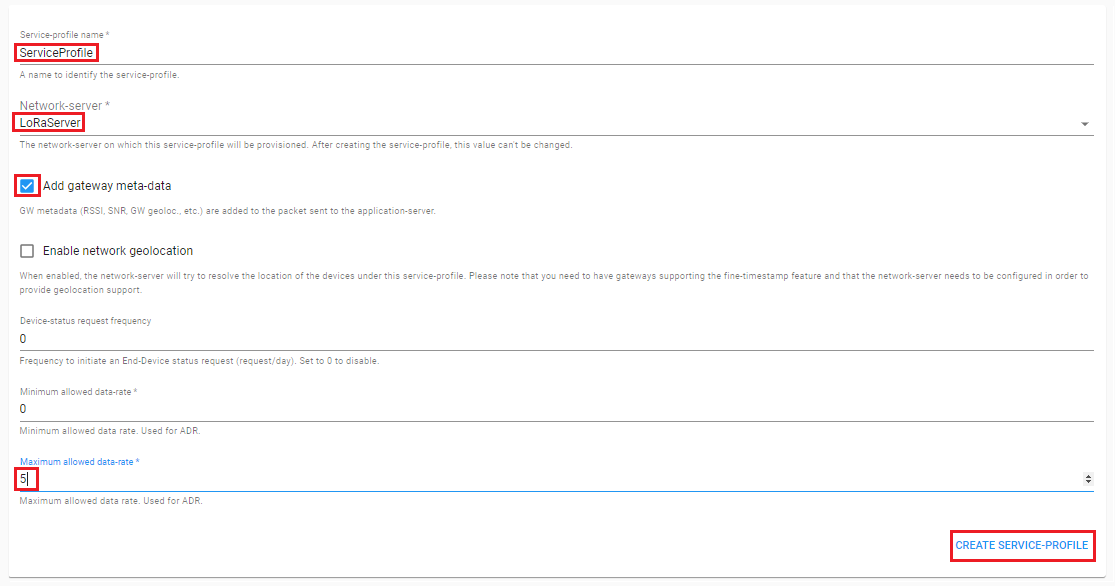 Service-profile name *
ServiceProfile
A name to identify the service-profile.
Network-server *
LoRaServer
The network-server on which this service-profile will be provisioned. After creating the service-profile, this value can't be changed.
Add gateway meta-data
GW metadata (RSSI, SNR, GW geoloc., etc.) are added to the packet sent to the application-server.
Enable network geolocation
When enabled, the network-server will try to resolve the location of the devices under this service-profile. Please note that you need to have gateways supporting the fine-timestamp feature and that the network-server needs to be configured in order to
provide geolocation support.
Device-status request frequency
0
Frequency to initiate an End-Device status request (request/day). Set to 0 to disable.
Minimum allowed data-rate *
0
Minimum allowed data rate. Used for ADR.
Maximum allowed data-rate *
5
Maximum allowed data rate. Used for ADR.
CREATE SERVICE-PROFILE